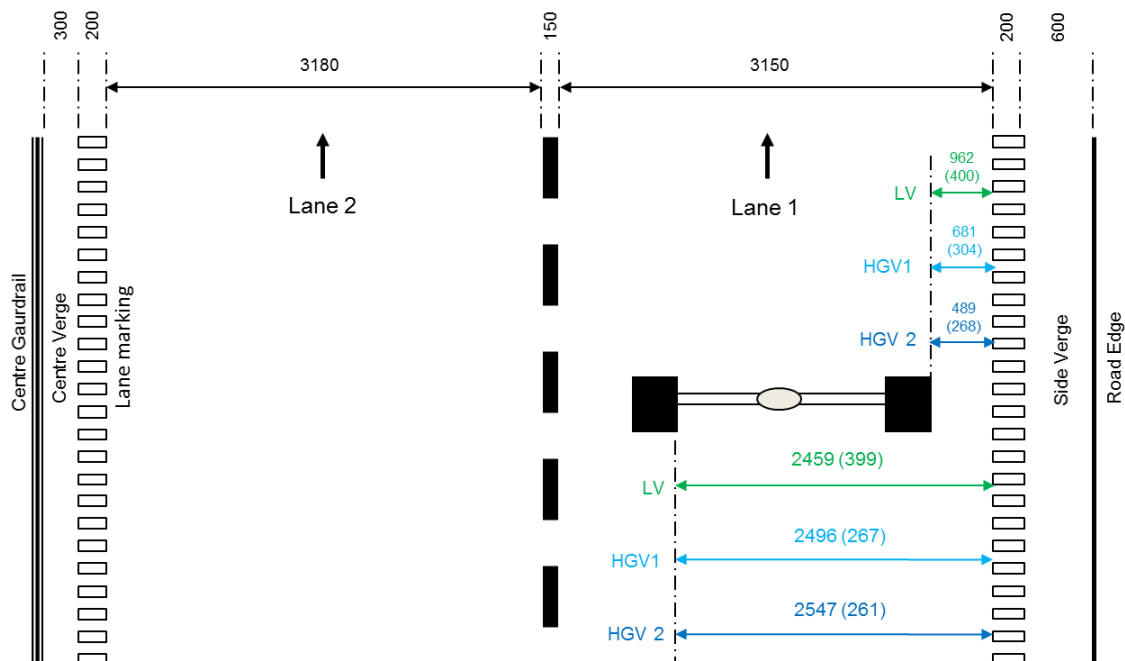 300
200
150
200
600
3180
3150
962
(400)
LV
Lane 2
Lane 1
681
(304)
HGV1
489
(268)
HGV 2
Centre Gaurdrail
Centre Verge
Lane marking
Side Verge
Road Edge
2459 (399)
LV
2496 (267)
HGV1
2547 (261)
HGV 2